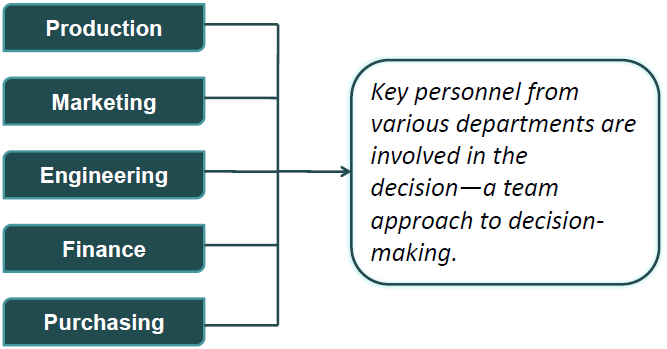 Production
Marketing
Engineering
Finance
Purchasing
Key personnel from
various departments are
involved in the
decision—a team
approach to decision-
making.